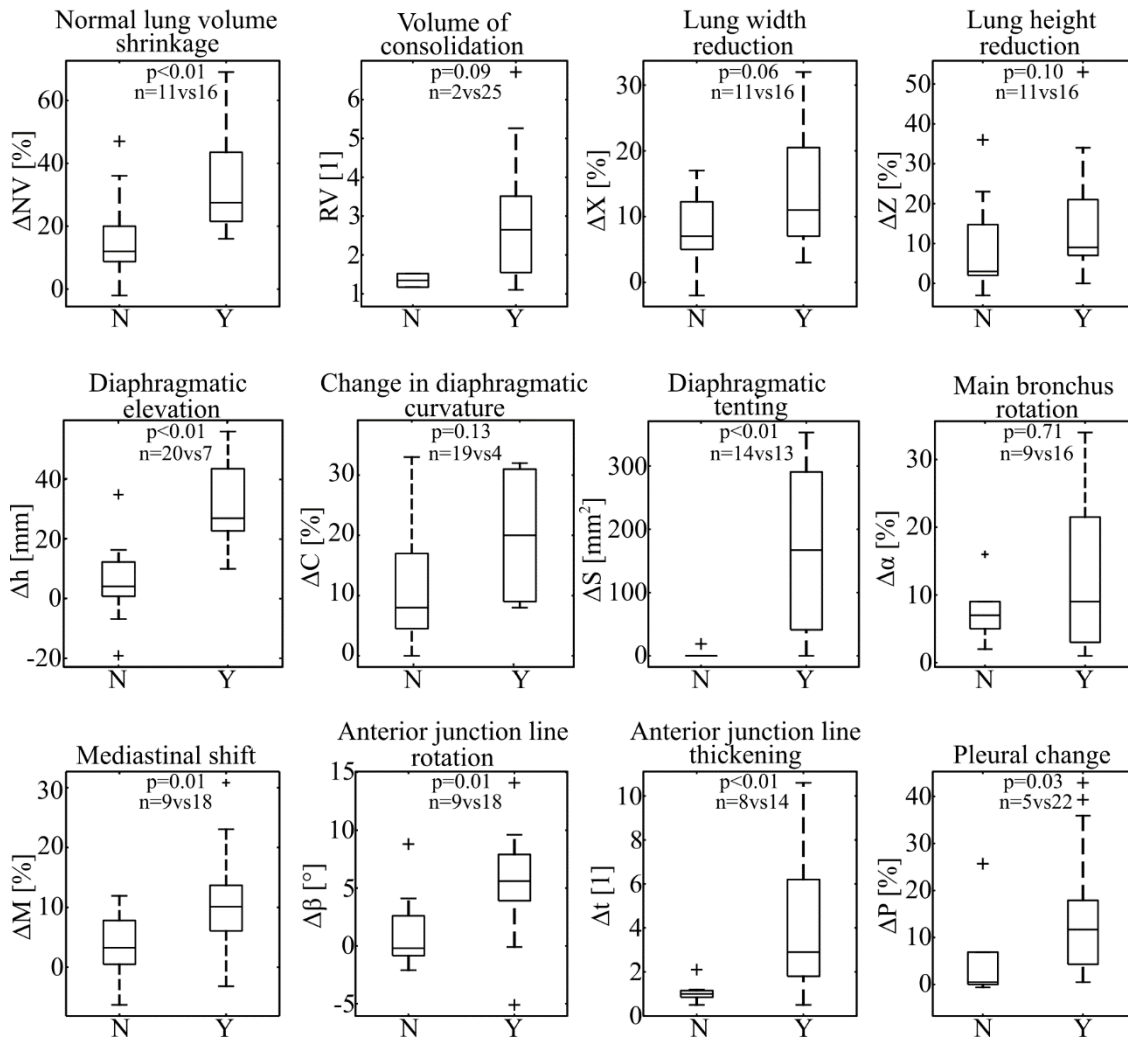 Normal lung volume
shrinkage
p<0.01
n=11vs16
ΔNV [%]
60
40
20
0
N Y
Volume of
consolidation
p=0.09
n=2vs25
RV [1]
6
5
4
3
2
1
N Y
Lung width
reduction
p=0.06
n=11vs16
ΔX [%]
30
20
10
0
N Y
Lung height
reduction
p=0.10
n=11vs16
ΔZ [%]
50
40
30
20
10
0
N Y
Diaphragmatic
elevation
p<0.01
n=20vs7
Δh [mm]
40
20
0
-20
N Y
Change in diaphragmatic
curvature
p=0.13
n=19vs4
ΔC [%]
30
20
10
0
N Y
Diaphragmatic
tenting
p<0.01
n=14vs13
ΔS [mm²]
300
200
100
0
N Y
Main bronchus
rotation
p=0.71
n=9vs16
Δα [%]
30
20
10
0
N Y
Mediastinal shift
p=0.01
n=9vs18
ΔM [%]
30
20
10
0
N Y
Anterior junction line
rotation
p=0.01
n=9vs18
Δβ [°]
15
10
5
0
-5
N Y
Anterior junction line
thickening
p<0.01
n=8vs14
Δt [1]
10
8
6
4
2
0
N Y
Pleural change
p=0.03
n=5vs22
ΔP [%]
40
30
20
10
0
N Y